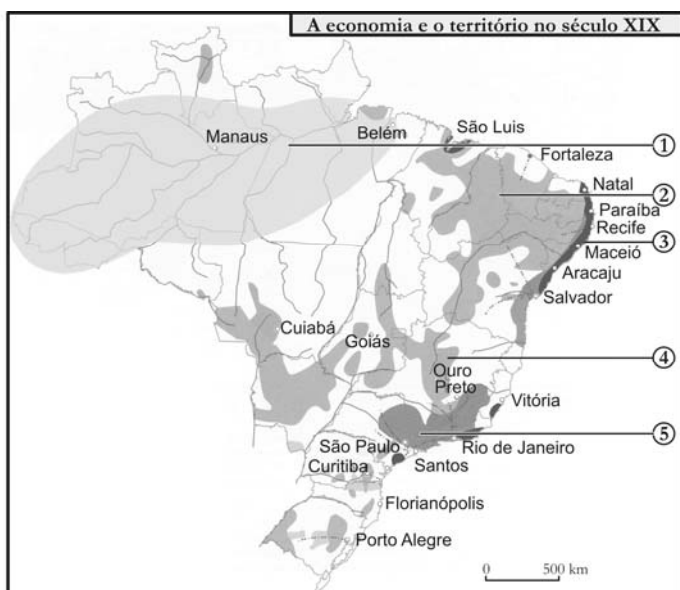 A economia e o território no século XIX
Manaus
Belém
São Luis
①
Fortaleza
Natal
②
Paraíba
Recife
③
Maceió
Aracaju
Salvador
Cuiabá
Goiás
④
Ouro
Preto
Vitória
⑤
São Paulo
Rio de Janeiro
Curitiba
Santos
Florianópolis
Porto Alegre
0 500 km